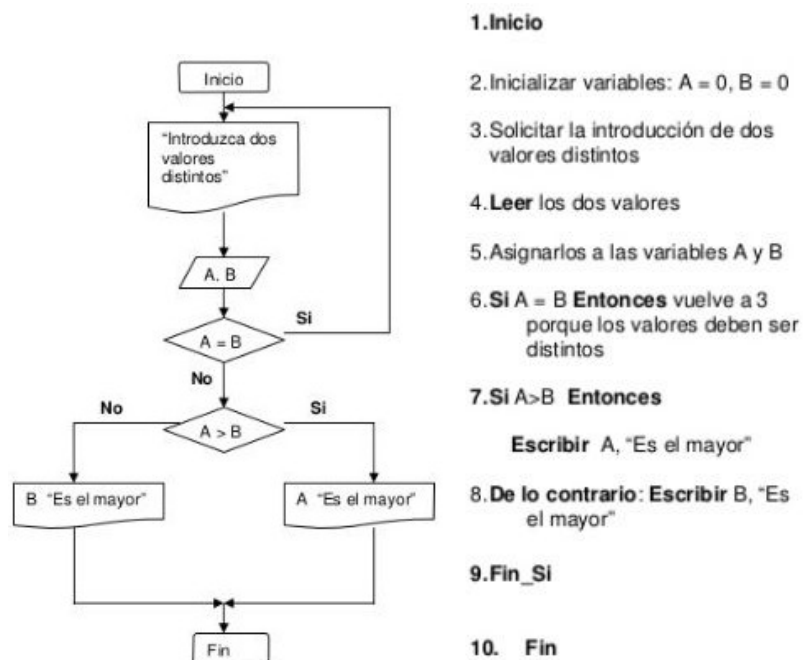 Inicio
"Introduzca dos
valores
distintos"
A. B
Si
A = B
No
No
Si
A > B
B "Es el mayor"
A "Es el mayor"
Fin
1.Inicio
2.Inicializar variables: A = 0, B = 0
3.Solicitar la introducción de dos
valores distintos
4.Leer los dos valores
5.Asignarlos a las variables A y B
6.Si A = B Entonces vuelve a 3
porque los valores deben ser
distintos
7.Si A>B Entonces
Escribir A, "Es el mayor"
8.De lo contrario: Escribir B, "Es
el mayor"
9.Fin_Si
10. Fin